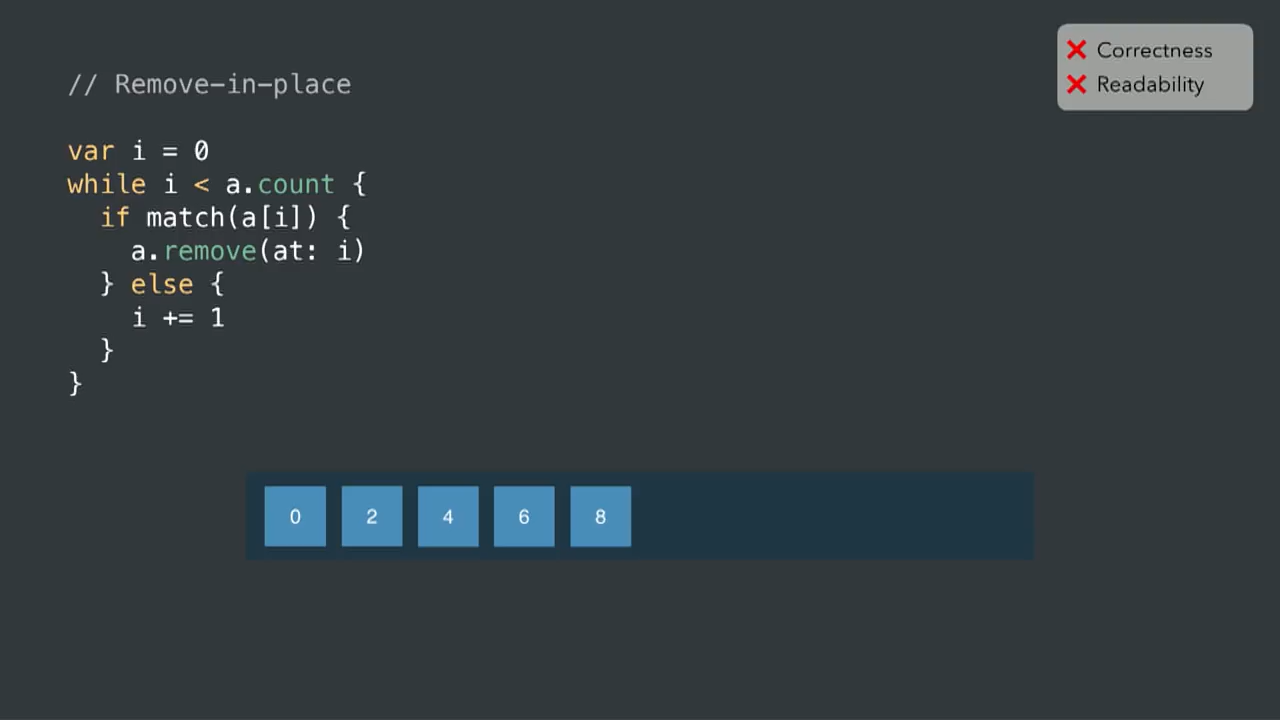 ❌ Correctness
❌ Readability
// Remove-in-place
var i = 0
while i < a.count {
  if match(a[i]) {
    a.remove(at: i)
  } else {
    i += 1
  }
}
0 2 4 6 8